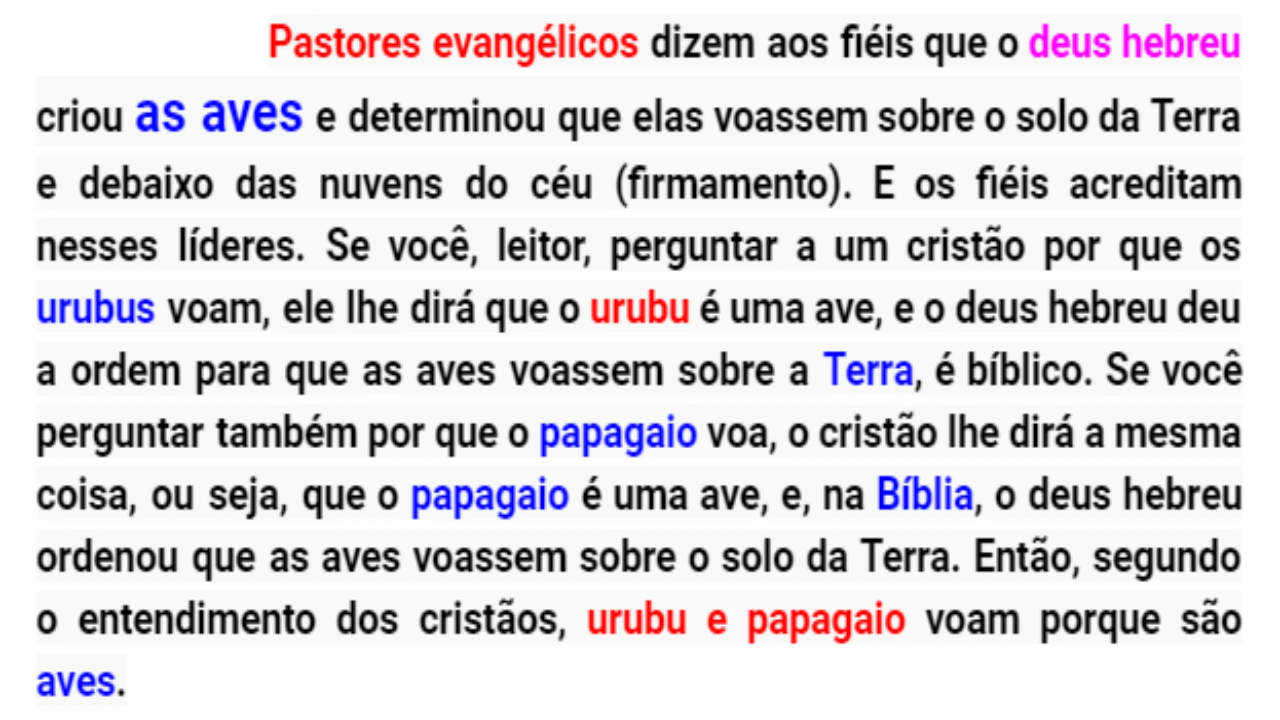 Pastores evangélicos dizem aos fiéis que o deus hebreu
criou as aves e determinou que elas voassem sobre o solo da Terra
e debaixo das nuvens do céu (firmamento). E os fiéis acreditam
nesses líderes. Se você, leitor, perguntar a um cristão por que os
urubus voam, ele lhe dirá que o urubu é uma ave, e o deus hebreu deu
a ordem para que as aves voassem sobre a Terra, é bíblico. Se você
perguntar também por que o papagaio voa, o cristão lhe dirá a mesma
coisa, ou seja, que o papagaio é uma ave, e, na Bíblia, o deus hebreu
ordenou que as aves voassem sobre o solo da Terra. Então, segundo
o entendimento dos cristãos, urubu e papagaio voam porque são
aves.